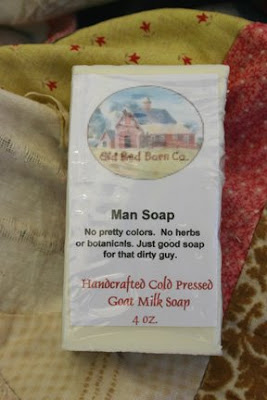 Old Red Barn Co.
Man Soap
No pretty colors. No herbs
or botanicals. Just good soap
for that dirty guy.
Handcrafted Cold Pressed
Goat Milk Soap
4 oz.